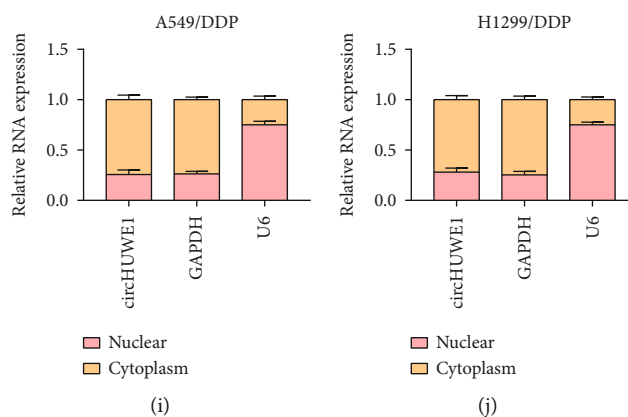 A549/DDP
Relative RNA expression
1.5
1.0
0.5
0.0
circHUWE1
GAPDH
U6
Nuclear
Cytoplasm
(i)
H1299/DDP
Relative RNA expression
1.5
1.0
0.5
0.0
circHUWE1
GAPDH
U6
Nuclear
Cytoplasm
(j)